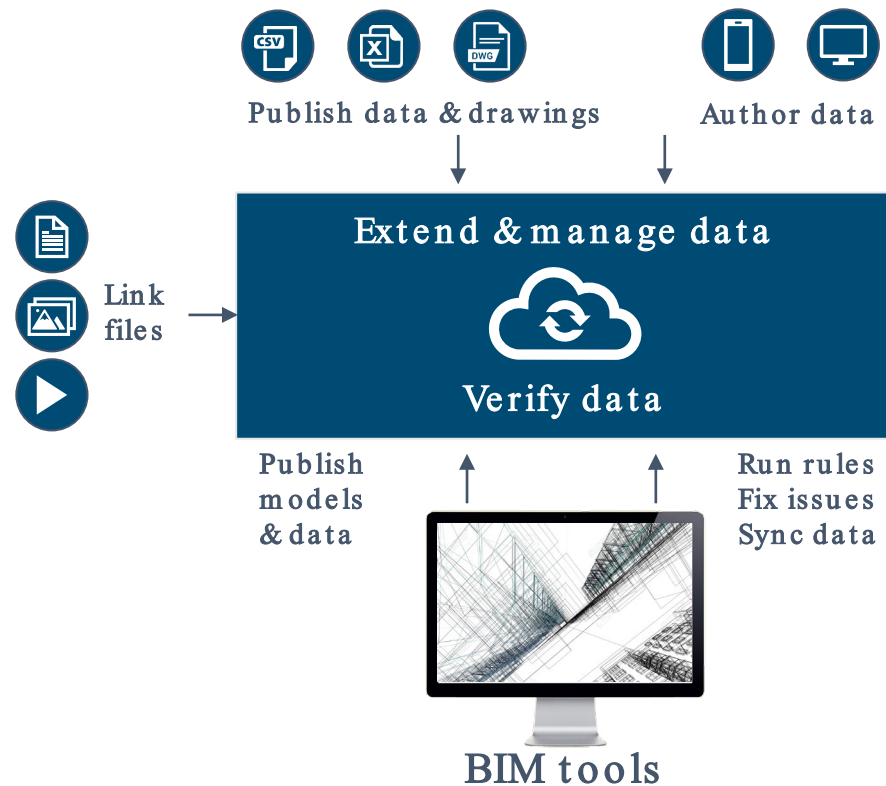 CSV
X
DWG
Publish data & drawings
Author data
Extend & manage data
Link
files
Verify data
Publish
models
& data
Run rules
Fix issues
Sync data
BIM tools